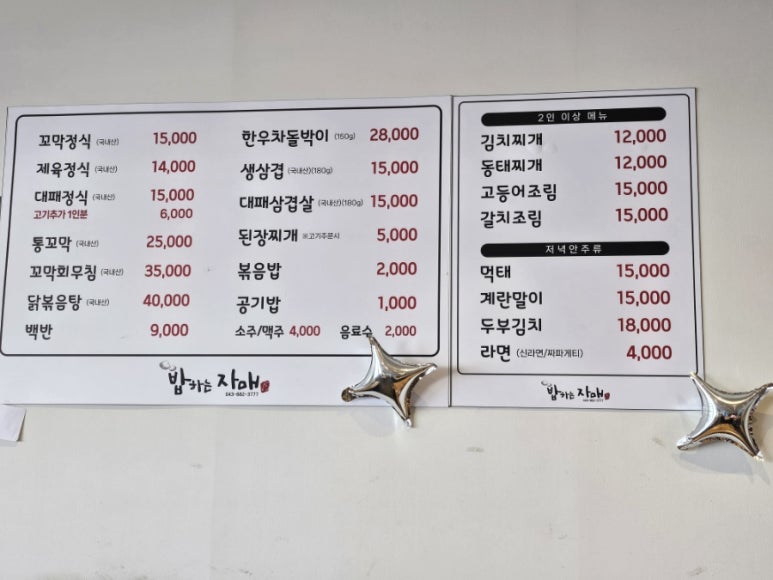 꼬막정식 (국내산) 15,000
제육정식 (국내산) 14,000
대패정식 (국내산) 15,000
고기추가 1인분 6,000
통꼬막 (국내산) 25,000
꼬막회무침 (국내산) 35,000
닭볶음탕 (국내산) 40,000
백반 9,000
한우차돌박이 (150g) 28,000
생삼겹 (국내산)(180g) 15,000
대패삼겹살 (국내산)(180g) 15,000
된장찌개 ※고기주문시 5,000
볶음밥 2,000
공기밥 1,000
소주/맥주 4,000 음료수 2,000
밥하는 자매
2인 이상 메뉴
김치찌개 12,000
동태찌개 12,000
고등어조림 15,000
갈치조림 15,000
저녁안주류
먹태 15,000
계란말이 15,000
두부김치 18,000
라면 (신라면/짜파게티) 4,000
밥하는 자매